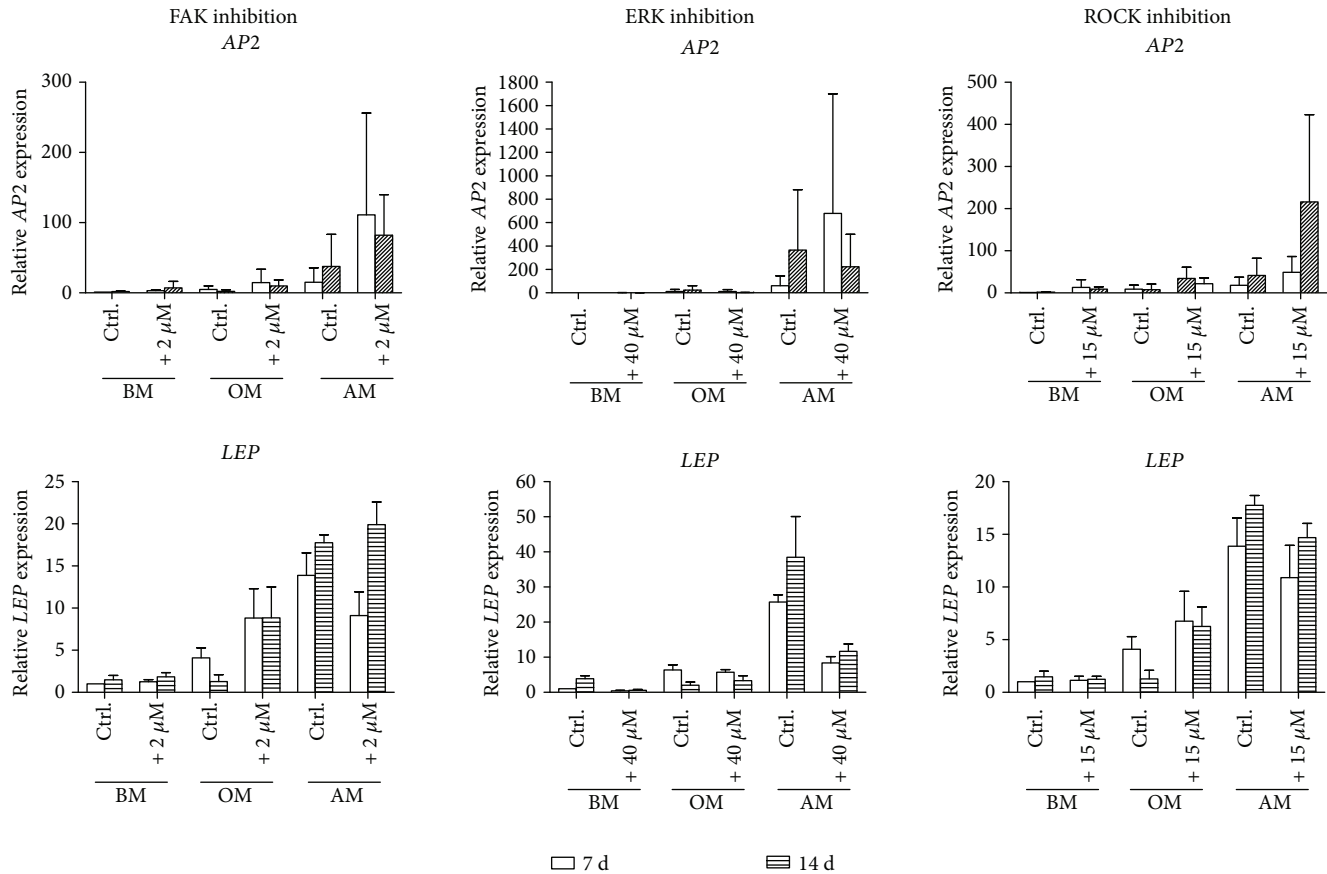 FAK inhibition
AP2
Relative AP2 expression
300
200
100
0
Ctrl.
+ 2 µM
Ctrl.
+ 2 µM
Ctrl.
+ 2 µM
BM
OM
AM
ERK inhibition
AP2
Relative AP2 expression
1800
1600
1400
1200
1000
800
600
400
200
0
Ctrl.
+ 40 µM
Ctrl.
+ 40 µM
Ctrl.
+ 40 µM
BM
OM
AM
ROCK inhibition
AP2
Relative AP2 expression
500
400
300
200
100
0
Ctrl.
+ 15 µM
Ctrl.
+ 15 µM
Ctrl.
+ 15 µM
BM
OM
AM
LEP
Relative LEP expression
25
20
15
10
5
0
Ctrl.
+ 2 µM
Ctrl.
+ 2 µM
Ctrl.
+ 2 µM
BM
OM
AM
LEP
Relative LEP expression
60
50
40
30
20
10
0
Ctrl.
+ 40 µM
Ctrl.
+ 40 µM
Ctrl.
+ 40 µM
BM
OM
AM
LEP
Relative LEP expression
20
15
10
5
0
Ctrl.
+ 15 µM
Ctrl.
+ 15 µM
Ctrl.
+ 15 µM
BM
OM
AM
7 d
14 d